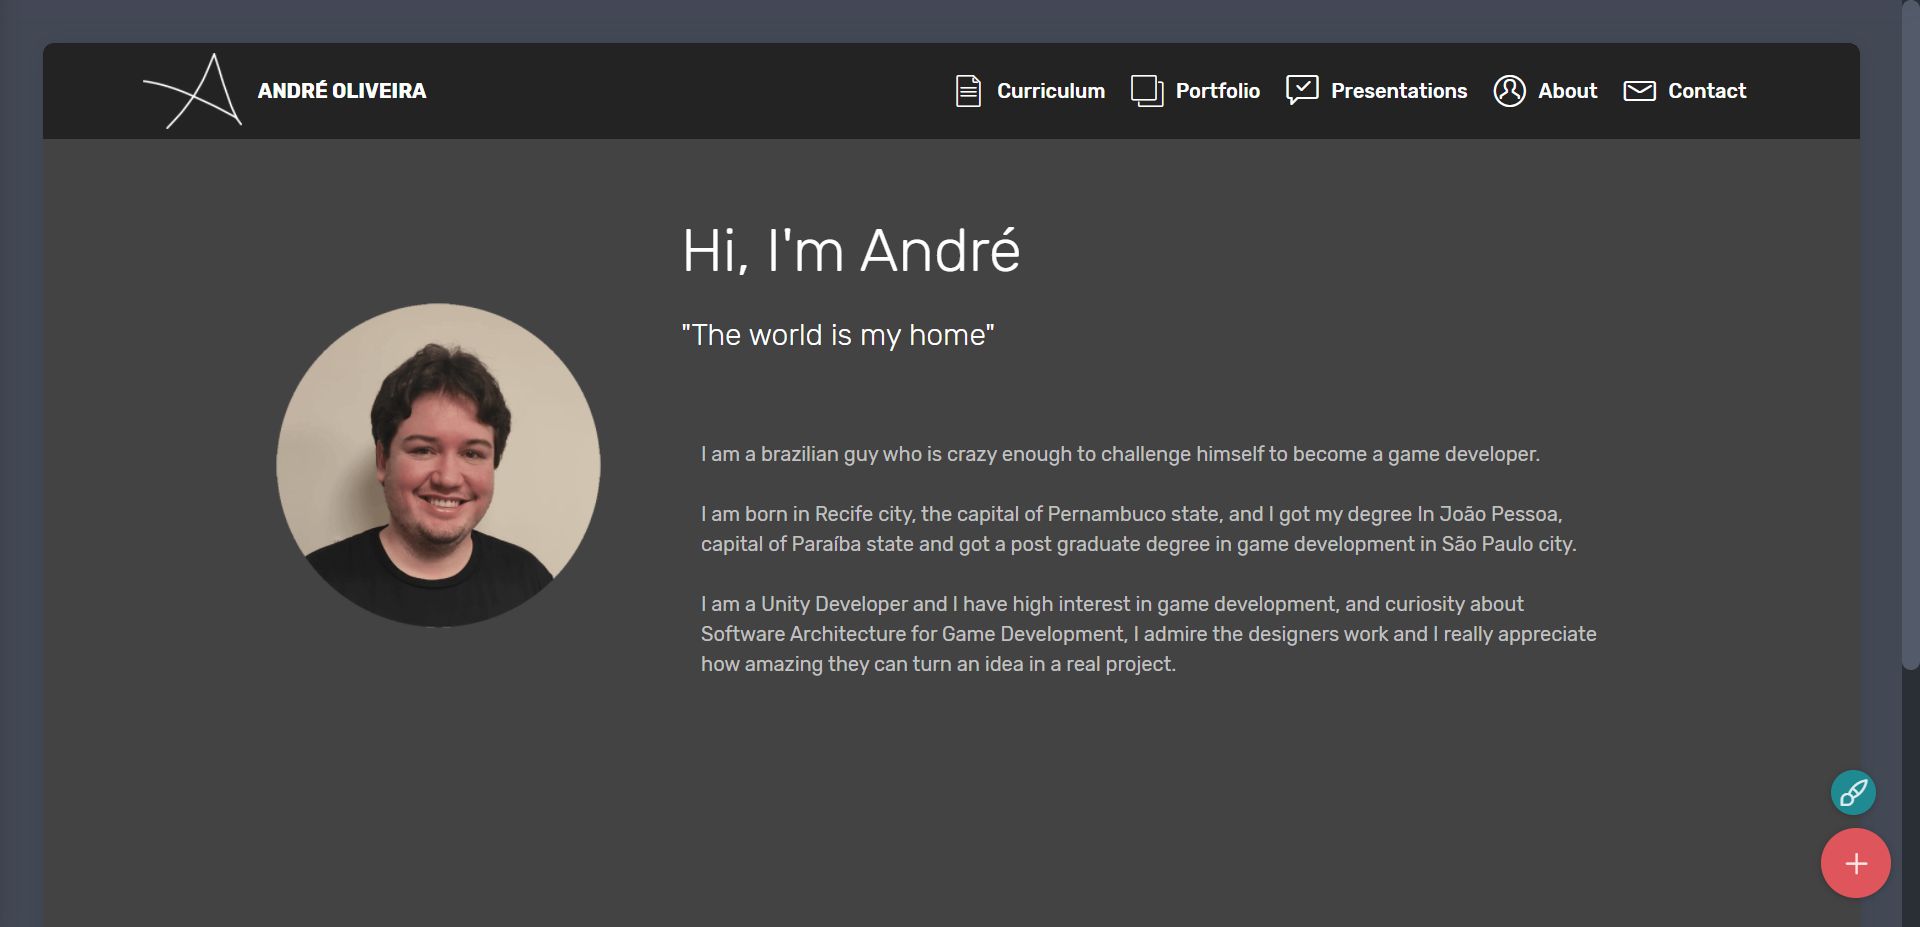 ANDRÉ OLIVEIRA
Curriculum
Portfolio
Presentations
About
Contact
Hi, I'm André
"The world is my home"
I am a brazilian guy who is crazy enough to challenge himself to become a game developer.
I am born in Recife city, the capital of Pernambuco state, and I got my degree In João Pessoa,
capital of Paraíba state and got a post graduate degree in game development in São Paulo city.
I am a Unity Developer and I have high interest in game development, and curiosity about
Software Architecture for Game Development, I admire the designers work and I really appreciate
how amazing they can turn an idea in a real project.